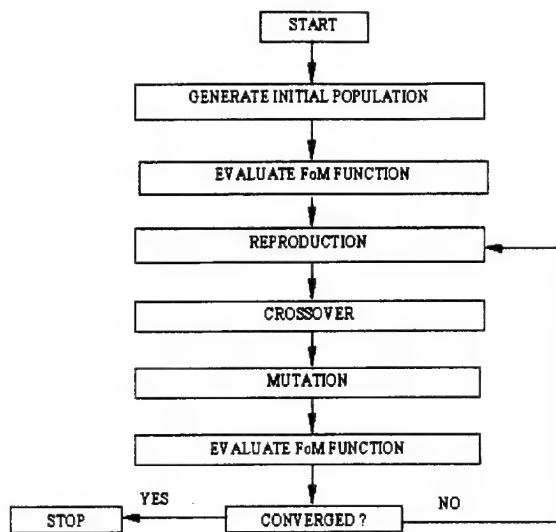 START
GENERATE INITIAL POPULATION
EVALUATE FoM FUNCTION
REPRODUCTION
CROSSOVER
MUTATION
EVALUATE FoM FUNCTION
YES
NO
STOP
CONVERGED ?